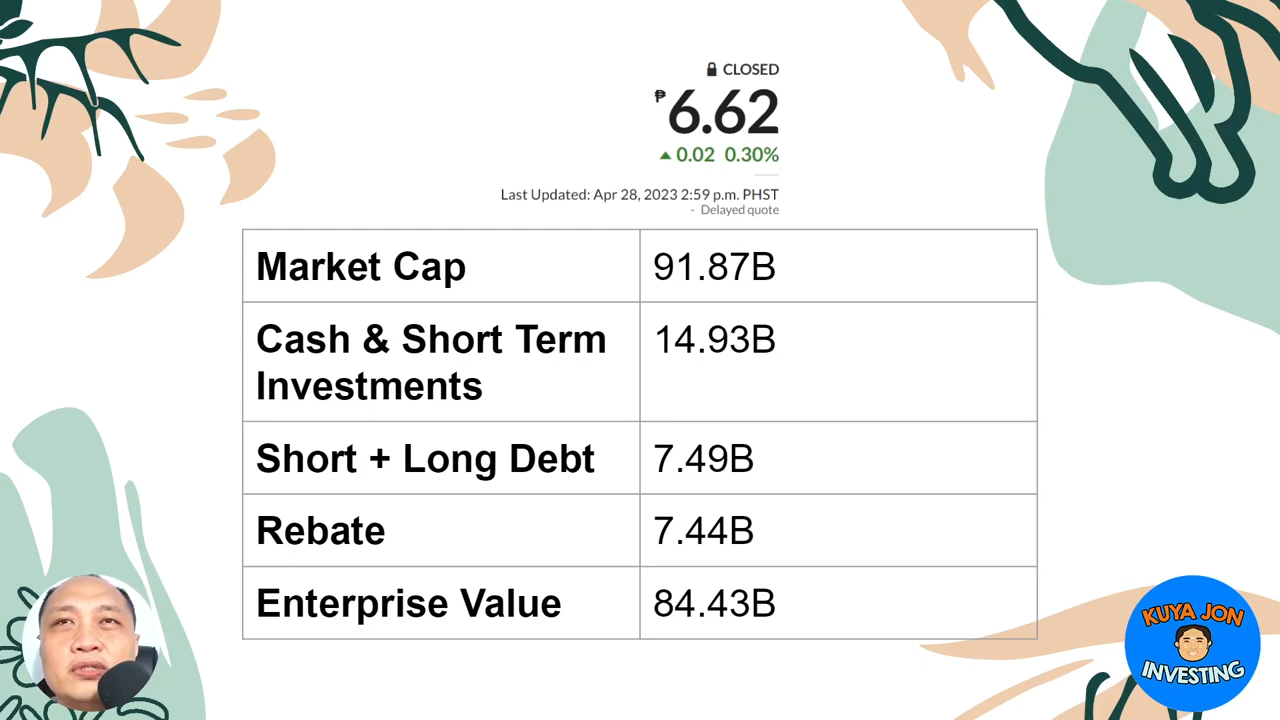 CLOSED
₱6.62
▲ 0.02 0.30%
Last Updated: Apr 28, 2023 2:59 p.m. PHST
- Delayed quote
Market Cap 91.87B
Cash & Short Term 14.93B
Investments
Short + Long Debt 7.49B
Rebate 7.44B
Enterprise Value 84.43B
KUYA JON
INVESTING